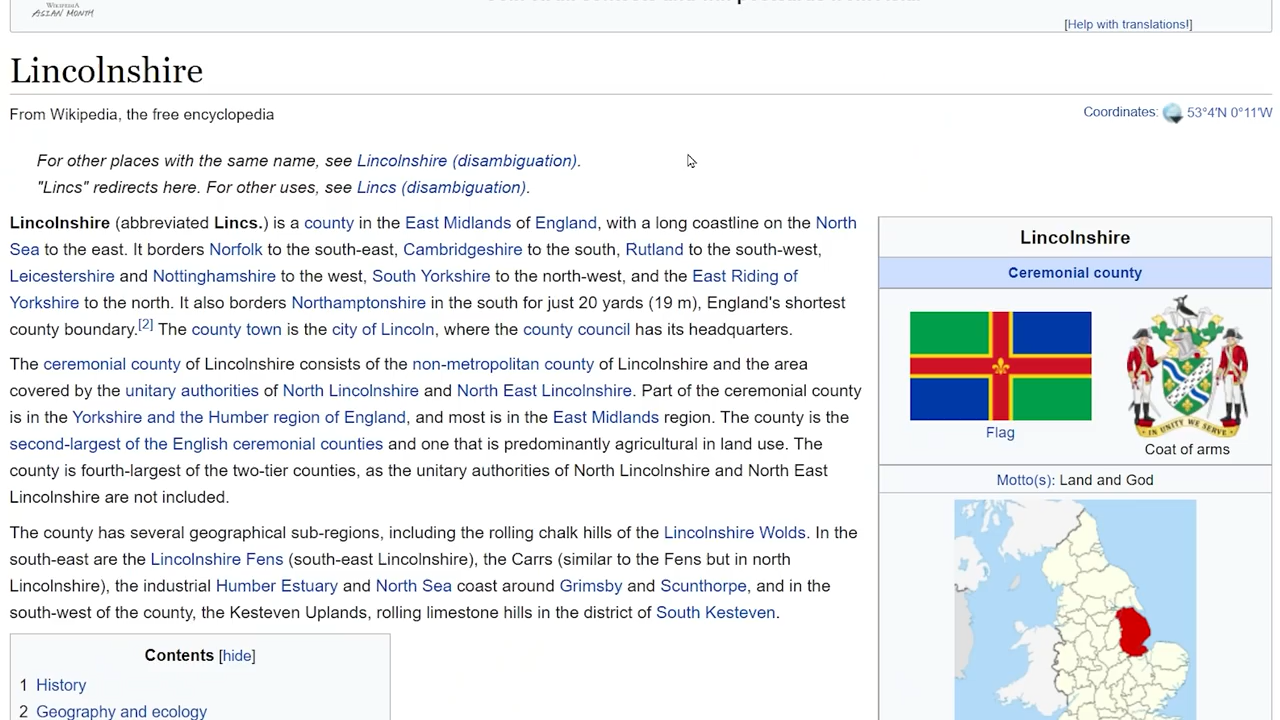 WIKIPEDIA
ASIAN MONTH
[Help with translations!]
Lincolnshire
From Wikipedia, the free encyclopedia
Coordinates: 53°4′N 0°11′W
For other places with the same name, see Lincolnshire (disambiguation).
"Lincs" redirects here. For other uses, see Lincs (disambiguation).
Lincolnshire (abbreviated Lincs.) is a county in the East Midlands of England, with a long coastline on the North
Sea to the east. It borders Norfolk to the south-east, Cambridgeshire to the south, Rutland to the south-west,
Leicestershire and Nottinghamshire to the west, South Yorkshire to the north-west, and the East Riding of
Yorkshire to the north. It also borders Northamptonshire in the south for just 20 yards (19 m), England's shortest
county boundary.[2] The county town is the city of Lincoln, where the county council has its headquarters.
The ceremonial county of Lincolnshire consists of the non-metropolitan county of Lincolnshire and the area
covered by the unitary authorities of North Lincolnshire and North East Lincolnshire. Part of the ceremonial county
is in the Yorkshire and the Humber region of England, and most is in the East Midlands region. The county is the
second-largest of the English ceremonial counties and one that is predominantly agricultural in land use. The
county is fourth-largest of the two-tier counties, as the unitary authorities of North Lincolnshire and North East
Lincolnshire are not included.
The county has several geographical sub-regions, including the rolling chalk hills of the Lincolnshire Wolds. In the
south-east are the Lincolnshire Fens (south-east Lincolnshire), the Carrs (similar to the Fens but in north
Lincolnshire), the industrial Humber Estuary and North Sea coast around Grimsby and Scunthorpe, and in the
south-west of the county, the Kesteven Uplands, rolling limestone hills in the district of South Kesteven.
Contents [hide]
1 History
2 Geography and ecology
Lincolnshire
Ceremonial county
IN UNITY WE SERVE
Flag
Coat of arms
Motto(s): Land and God